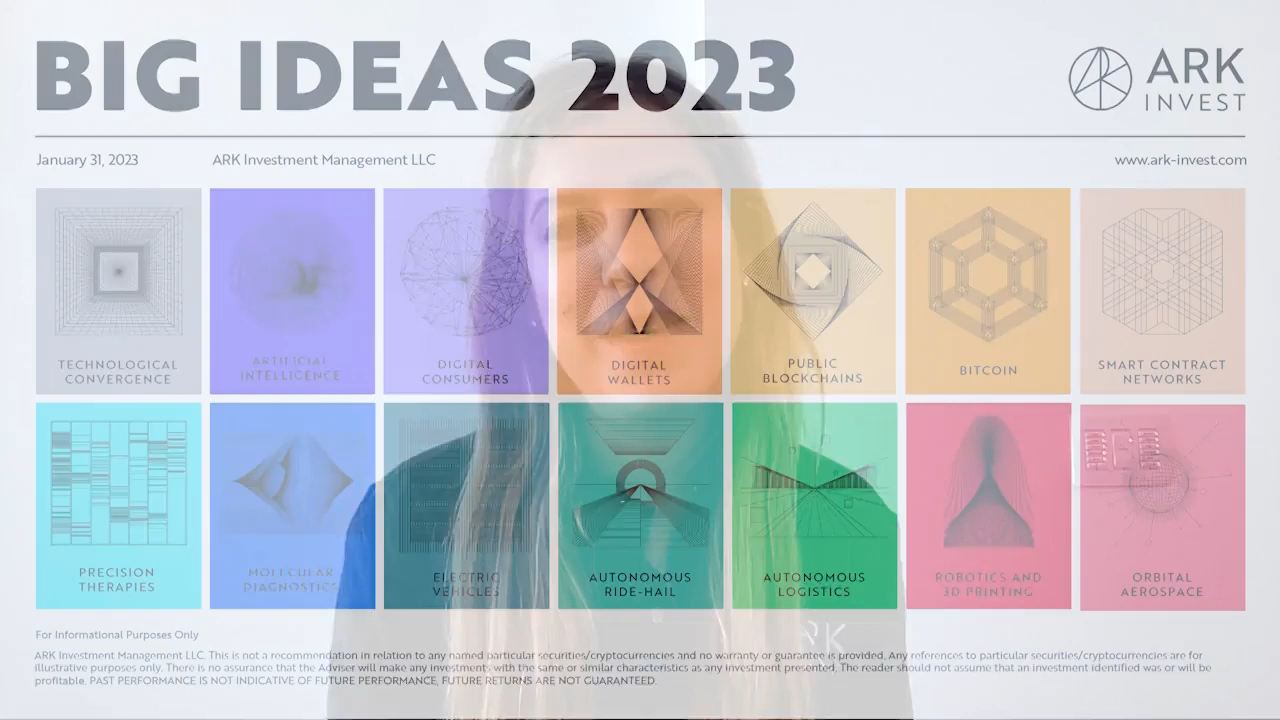 BIG IDEAS 2023
ARK
INVEST
January 31, 2023
ARK Investment Management LLC
www.ark-invest.com
TECHNOLOGICAL
CONVERGENCE
ARTIFICIAL
INTELLIGENCE
DIGITAL
CONSUMERS
DIGITAL
WALLETS
PUBLIC
BLOCKCHAINS
BITCOIN
SMART CONTRACT
NETWORKS
PRECISION
THERAPIES
MOLECULAR
DIAGNOSTICS
ELECTRIC
VEHICLES
AUTONOMOUS
RIDE-HAIL
AUTONOMOUS
LOGISTICS
ROBOTICS AND
3D PRINTING
ORBITAL
AEROSPACE
For Informational Purposes Only
ARK Investment Management LLC. This is not a recommendation in relation to any named particular securities/cryptocurrencies and no warranty or guarantee is provided. Any references to particular securities/cryptocurrencies are for
illustrative purposes only. There is no assurance that the Adviser will make any investments with the same or similar characteristics as any investment presented. The reader should not assume that an investment identified was or will be
profitable. PAST PERFORMANCE IS NOT INDICATIVE OF FUTURE PERFORMANCE, FUTURE RETURNS ARE NOT GUARANTEED.